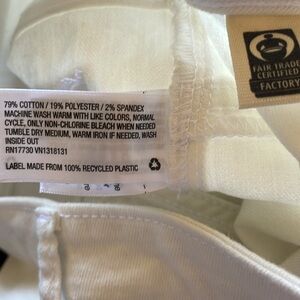 79% COTTON / 19% POLYESTER / 2% SPANDEX
MACHINE WASH WARM WITH LIKE COLORS, NORMAL
CYCLE, ONLY NON-CHLORINE BLEACH WHEN NEEDED
TUMBLE DRY MEDIUM, WARM IRON IF NEEDED, WASH
INSIDE OUT
RN17730 VN1318131
LABEL MADE FROM 100% RECYCLED PLASTIC
FAIR TRADE
CERTIFIED
FACTORY